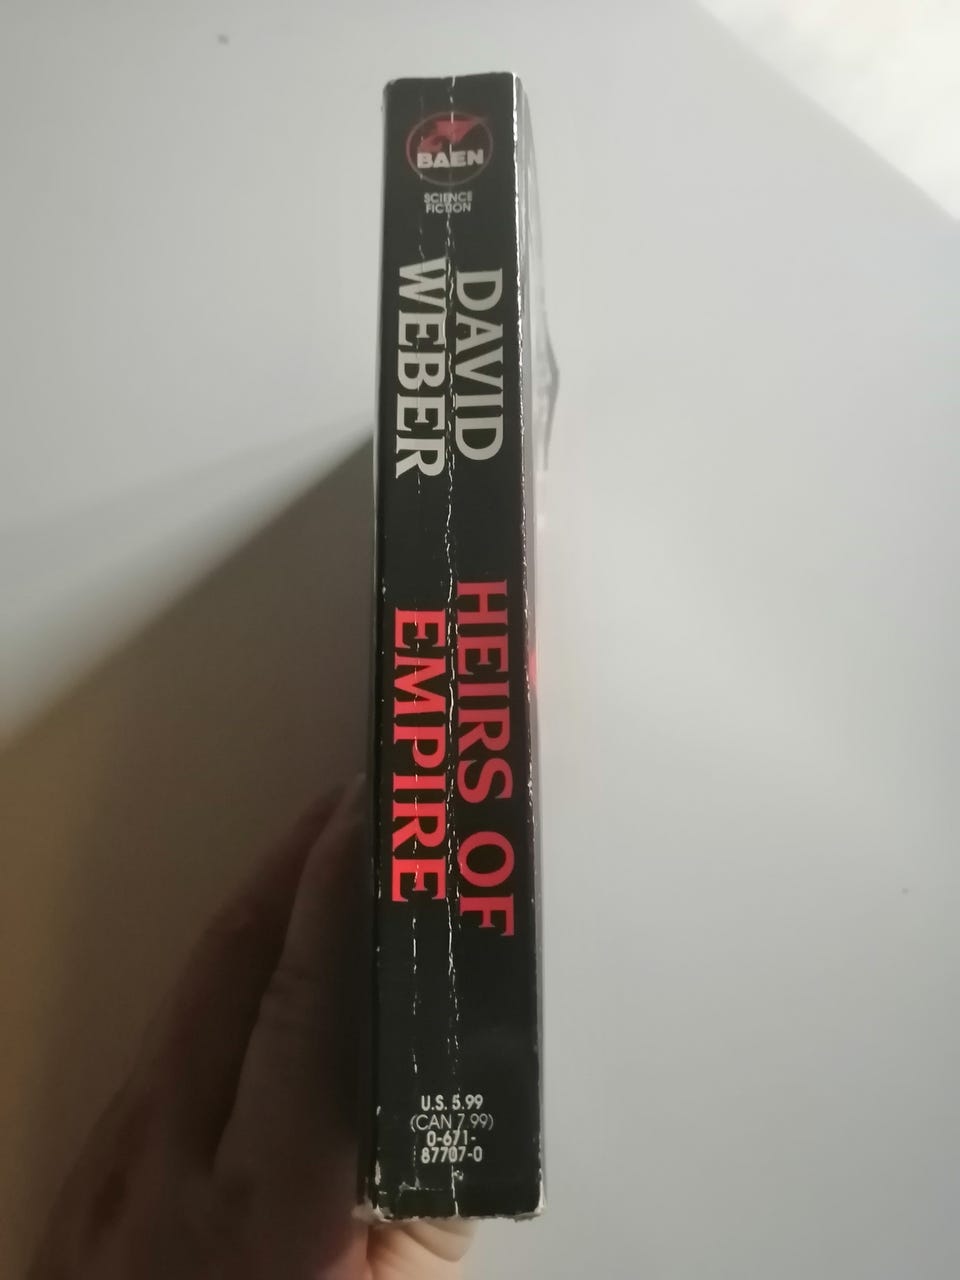 BAEN
SCIENCE
FICTION
DAVID
WEBER
HEIRS OF
EMPIRE
U.S. 5.99
(CAN 7.99)
0-671-
87707-0